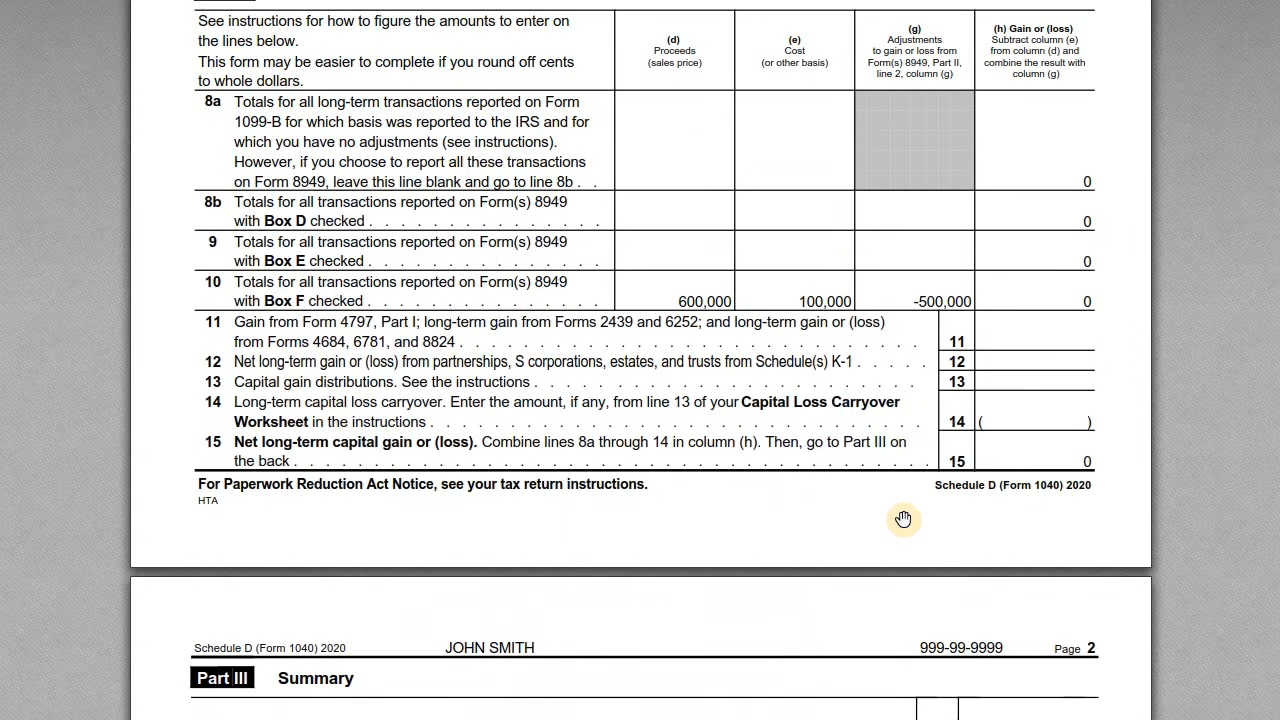 See instructions for how to figure the amounts to enter on
the lines below.
This form may be easier to complete if you round off cents
to whole dollars.
(d)
Proceeds
(sales price)
(e)
Cost
(or other basis)
(g)
Adjustments
to gain or loss from
Form(s) 8949, Part II,
line 2, column (g)
(h) Gain or (loss)
Subtract column (e)
from column (d) and
combine the result with
column (g)
8a Totals for all long-term transactions reported on Form
1099-B for which basis was reported to the IRS and for
which you have no adjustments (see instructions).
However, if you choose to report all these transactions
on Form 8949, leave this line blank and go to line 8b . . 0
8b Totals for all transactions reported on Form(s) 8949
with Box D checked . . . . . . . . . . . . . . . 0
9 Totals for all transactions reported on Form(s) 8949
with Box E checked . . . . . . . . . . . . . . . 0
10 Totals for all transactions reported on Form(s) 8949
with Box F checked . . . . . . . . . . . . . . . 600,000 100,000 -500,000 0
11 Gain from Form 4797, Part I; long-term gain from Forms 2439 and 6252; and long-term gain or (loss)
from Forms 4684, 6781, and 8824 . . . . . . . . . . . . . . . . . . . . . . . . . . . . . 11
12 Net long-term gain or (loss) from partnerships, S corporations, estates, and trusts from Schedule(s) K-1 . . . . . 12
13 Capital gain distributions. See the instructions . . . . . . . . . . . . . . . . . . . . . . . . 13
14 Long-term capital loss carryover. Enter the amount, if any, from line 13 of your Capital Loss Carryover
Worksheet in the instructions . . . . . . . . . . . . . . . . . . . . . . . . . . . . . . . 14 ( )
15 Net long-term capital gain or (loss). Combine lines 8a through 14 in column (h). Then, go to Part III on
the back . . . . . . . . . . . . . . . . . . . . . . . . . . . . . . . . . . . . . . . . 15 0
For Paperwork Reduction Act Notice, see your tax return instructions. Schedule D (Form 1040) 2020
HTA
Schedule D (Form 1040) 2020 JOHN SMITH 999-99-9999 Page 2
Part III Summary